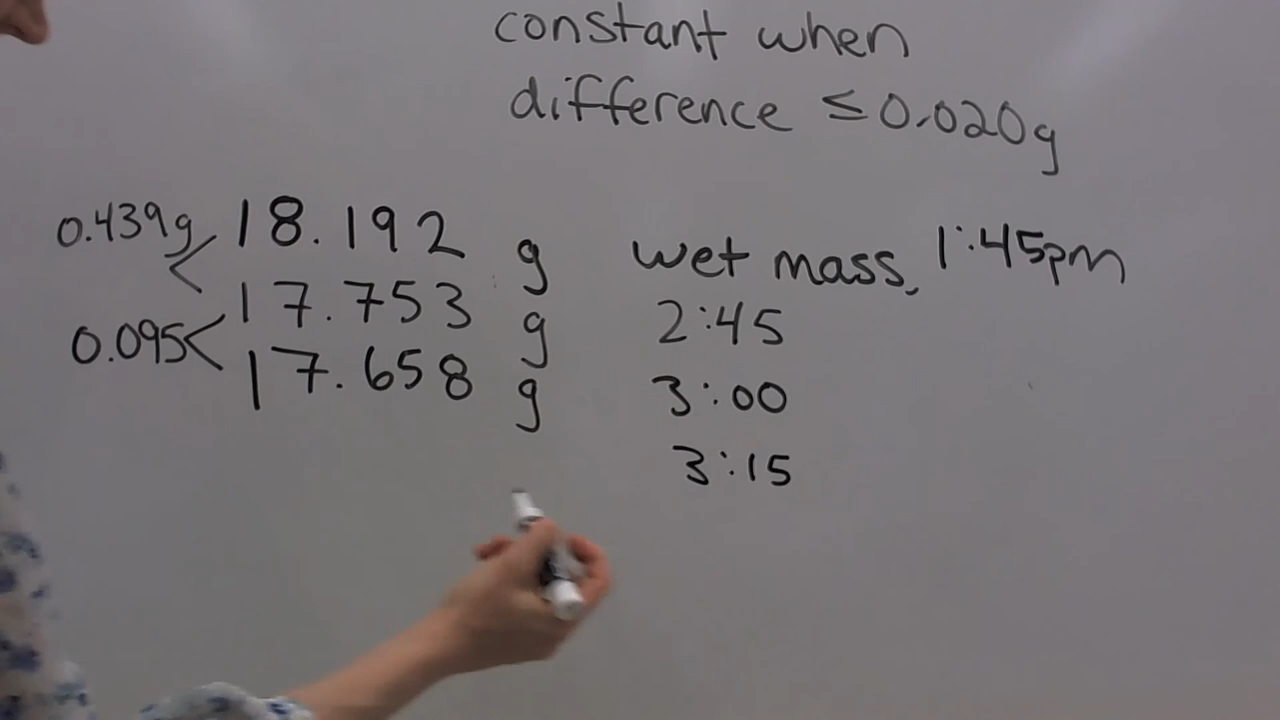 constant when
difference ≤0.020g
0.439g 18.192 g wet mass, 1:45pm
17.753 g 2:45
0.095 17.658 g 3:00
3:15